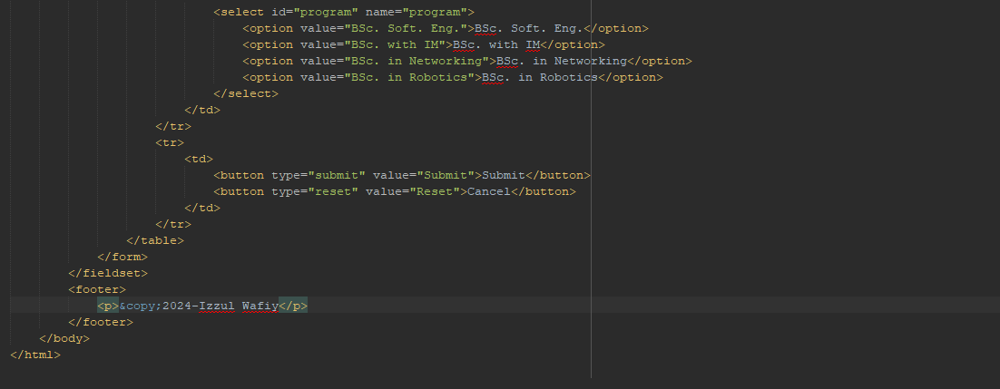 <select id="program" name="program">
<option value="BSc. Soft. Eng.">BSc. Soft. Eng.</option>
<option value="BSc. with IM">BSc. with IM</option>
<option value="BSc. in Networking">BSc. in Networking</option>
<option value="BSc. in Robotics">BSc. in Robotics</option>
</select>
</td>
</tr>
<tr>
<td>
<button type="submit" value="Submit">Submit</button>
<button type="reset" value="Reset">Cancel</button>
</td>
</tr>
</table>
</form>
</fieldset>
<footer>
<p>&copy;2024-Izzul Wafiy</p>
</footer>
</body>
</html>